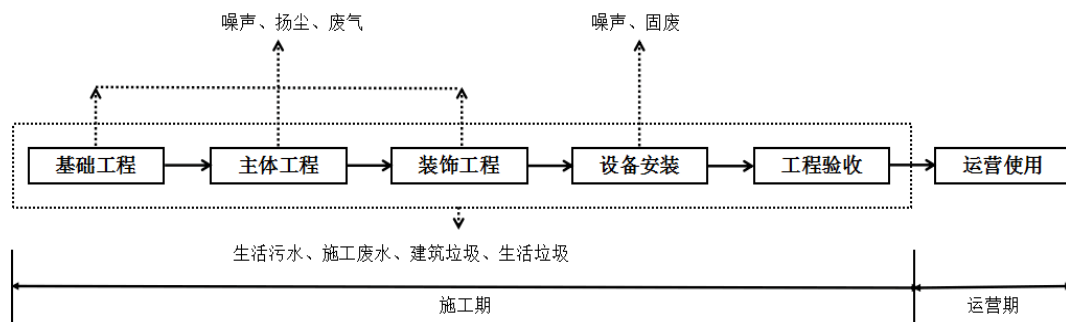 噪声、扬尘、废气
噪声、固废
基础工程
主体工程
装饰工程
设备安装
工程验收
运营使用
生活污水、施工废水、建筑垃圾、生活垃圾
施工期
运营期